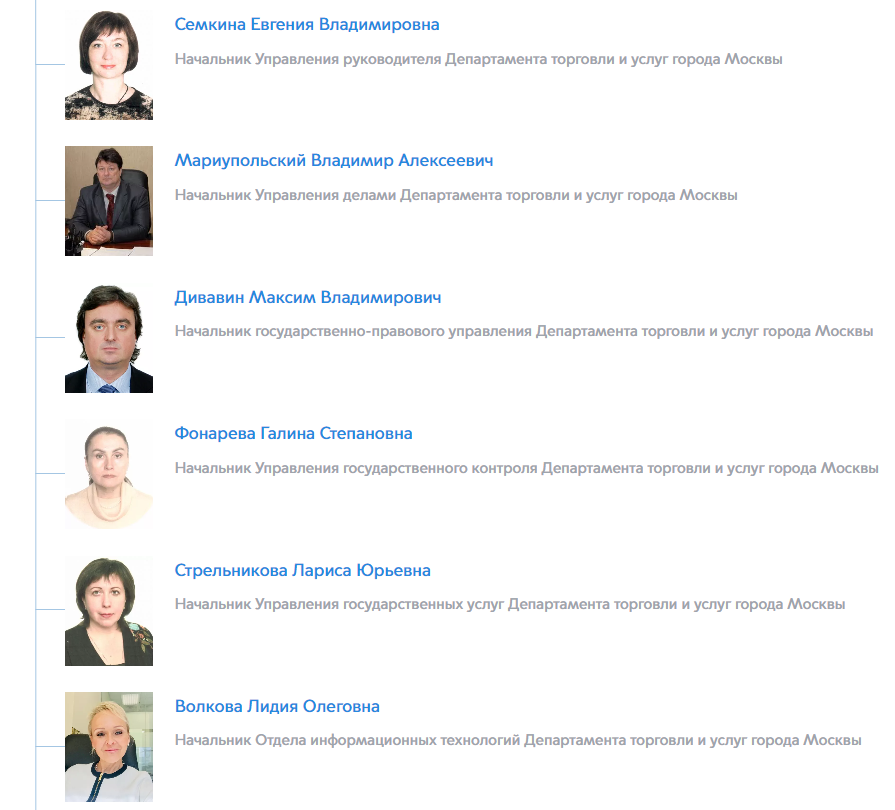 Семкина Евгения Владимировна
Начальник Управления руководителя Департамента торговли и услуг города Москвы
Мариупольский Владимир Алексеевич
Начальник Управления делами Департамента торговли и услуг города Москвы
Дивавин Максим Владимирович
Начальник государственно-правового управления Департамента торговли и услуг города Москвы
Фонарева Галина Степановна
Начальник Управления государственного контроля Департамента торговли и услуг города Москвы
Стрельникова Лариса Юрьевна
Начальник Управления государственных услуг Департамента торговли и услуг города Москвы
Волкова Лидия Олеговна
Начальник Отдела информационных технологий Департамента торговли и услуг города Москвы